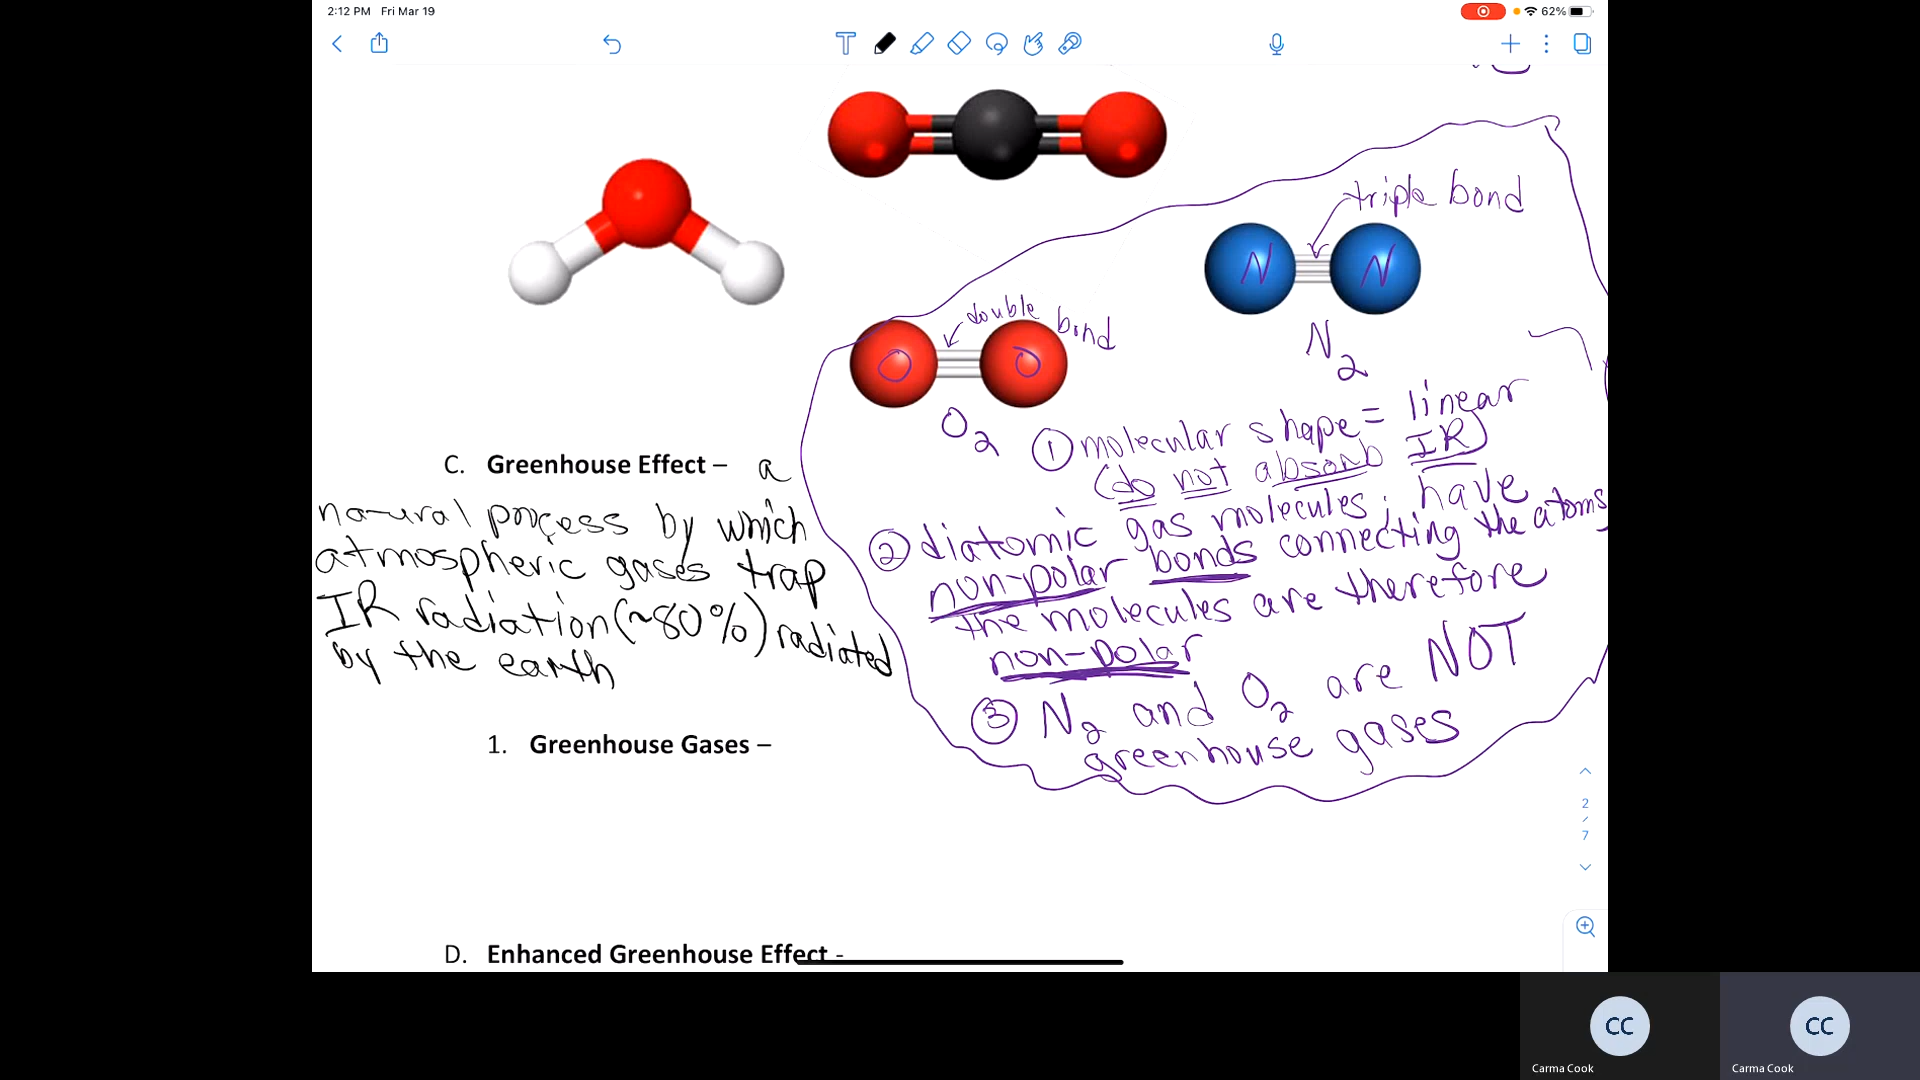 2:12 PM Fri Mar 19
62%
triple bond
N N
double bond
O O
N2
O2
① molecular shape = linear
(do not absorb IR)
② diatomic gas molecules; have
non-polar bonds connecting the atoms
the molecules are therefore
non-polar
③ N2 and O2 are NOT
greenhouse gases
C. Greenhouse Effect – a
natural process by which
atmospheric gases trap
IR radiation (~80%) radiated
by the earth
1. Greenhouse Gases –
D. Enhanced Greenhouse Effect -
2
/
7
CC
Carma Cook
CC
Carma Cook